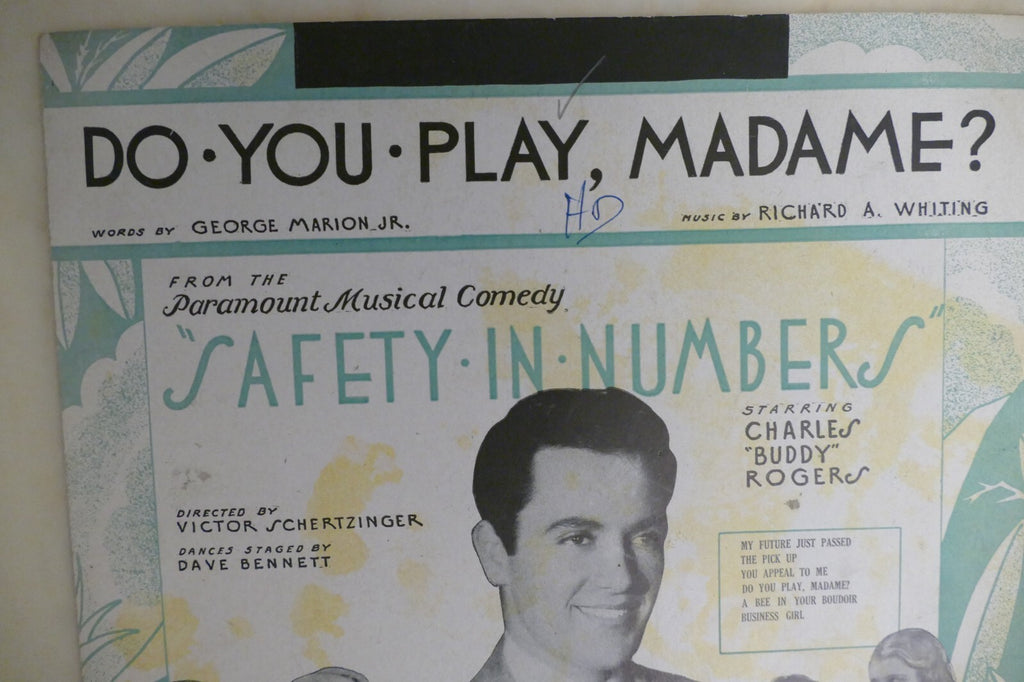 DO·YOU·PLAY, MADAME?
HD
WORDS BY GEORGE MARION JR.
MUSIC BY RICHARD A. WHITING
FROM THE
Paramount Musical Comedy
"SAFETY·IN·NUMBERS"
STARRING
CHARLES
"BUDDY"
ROGERS
DIRECTED BY
VICTOR SCHERTZINGER
DANCES STAGED BY
DAVE BENNETT
MY FUTURE JUST PASSED
THE PICK UP
YOU APPEAL TO ME
DO YOU PLAY, MADAME?
A BEE IN YOUR BOUDOIR
BUSINESS GIRL